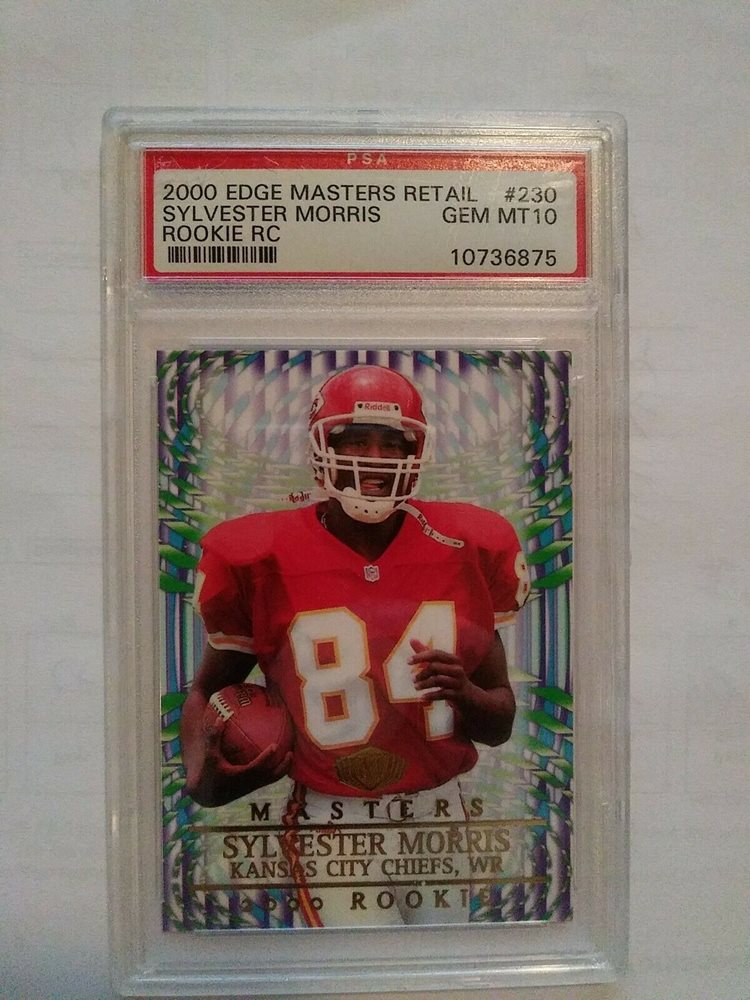 PSA
2000 EDGE MASTERS RETAIL #230
SYLVESTER MORRIS GEM MT10
ROOKIE RC
10736875
Riddell
84
84
MASTERS
SYLVESTER MORRIS
KANSAS CITY CHIEFS, WR
2000 ROOKIE